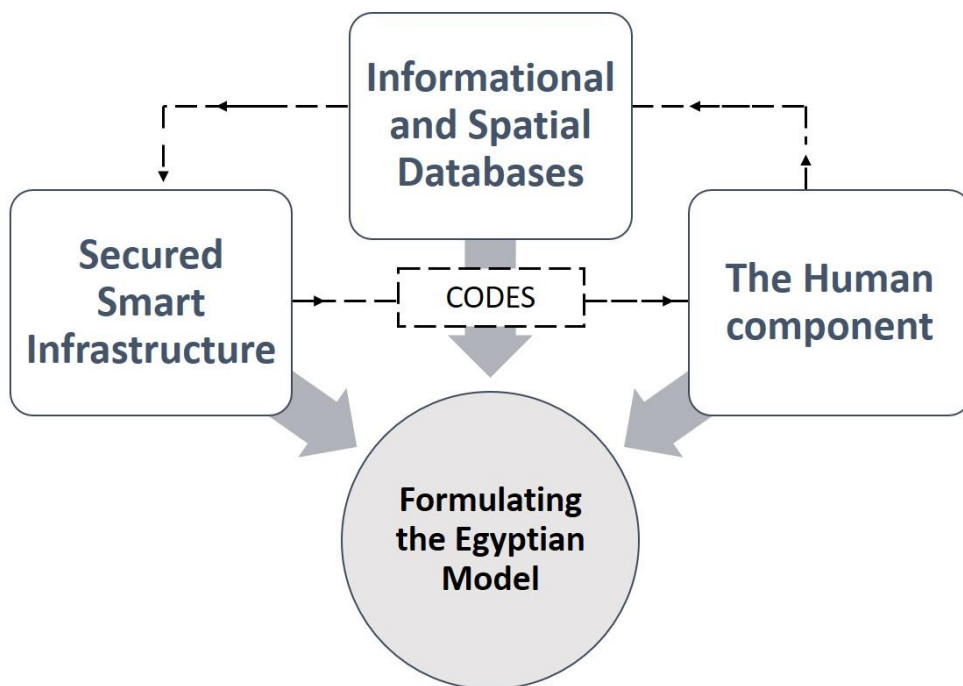 Informational
and Spatial
Databases
Secured
Smart
Infrastructure
CODES
The Human
component
Formulating
the Egyptian
Model